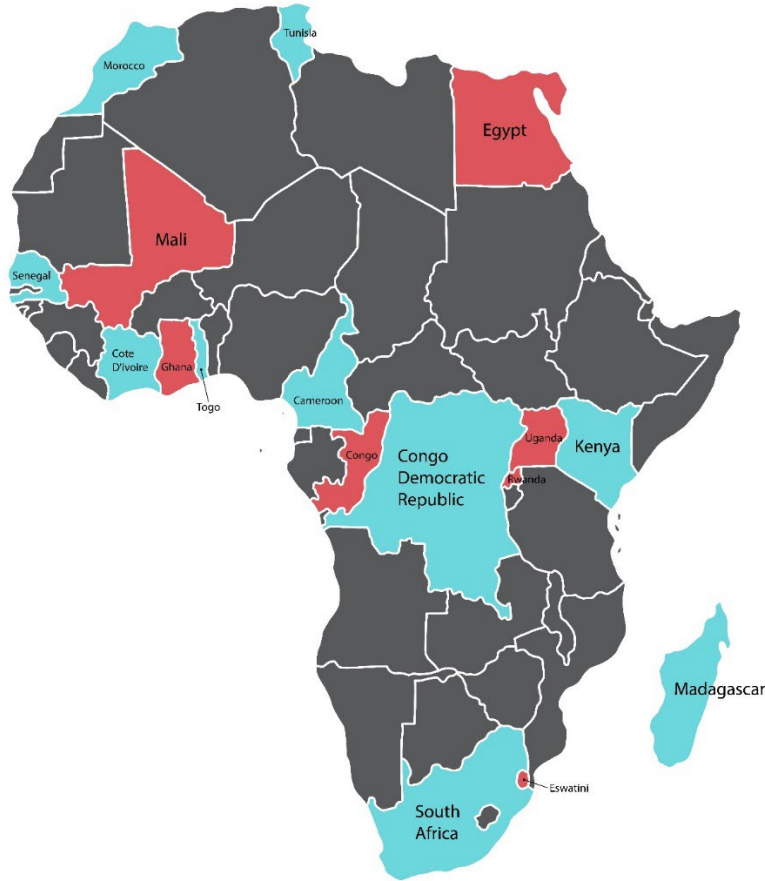 Tunisia
Morocco
Egypt
Mali
Senegal
Cote
D'Ivoire
Ghana
Togo
Cameroon
Congo
Uganda
Kenya
Congo
Democratic
Republic
Rwanda
Madagascar
Eswatini
South
Africa